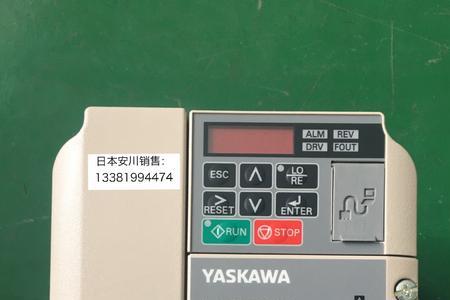 日本安川销售:
13381994474
ALM REV
DRV FOUT
ESC
LO
RE
RESET
ENTER
RUN
STOP
YASKAWA